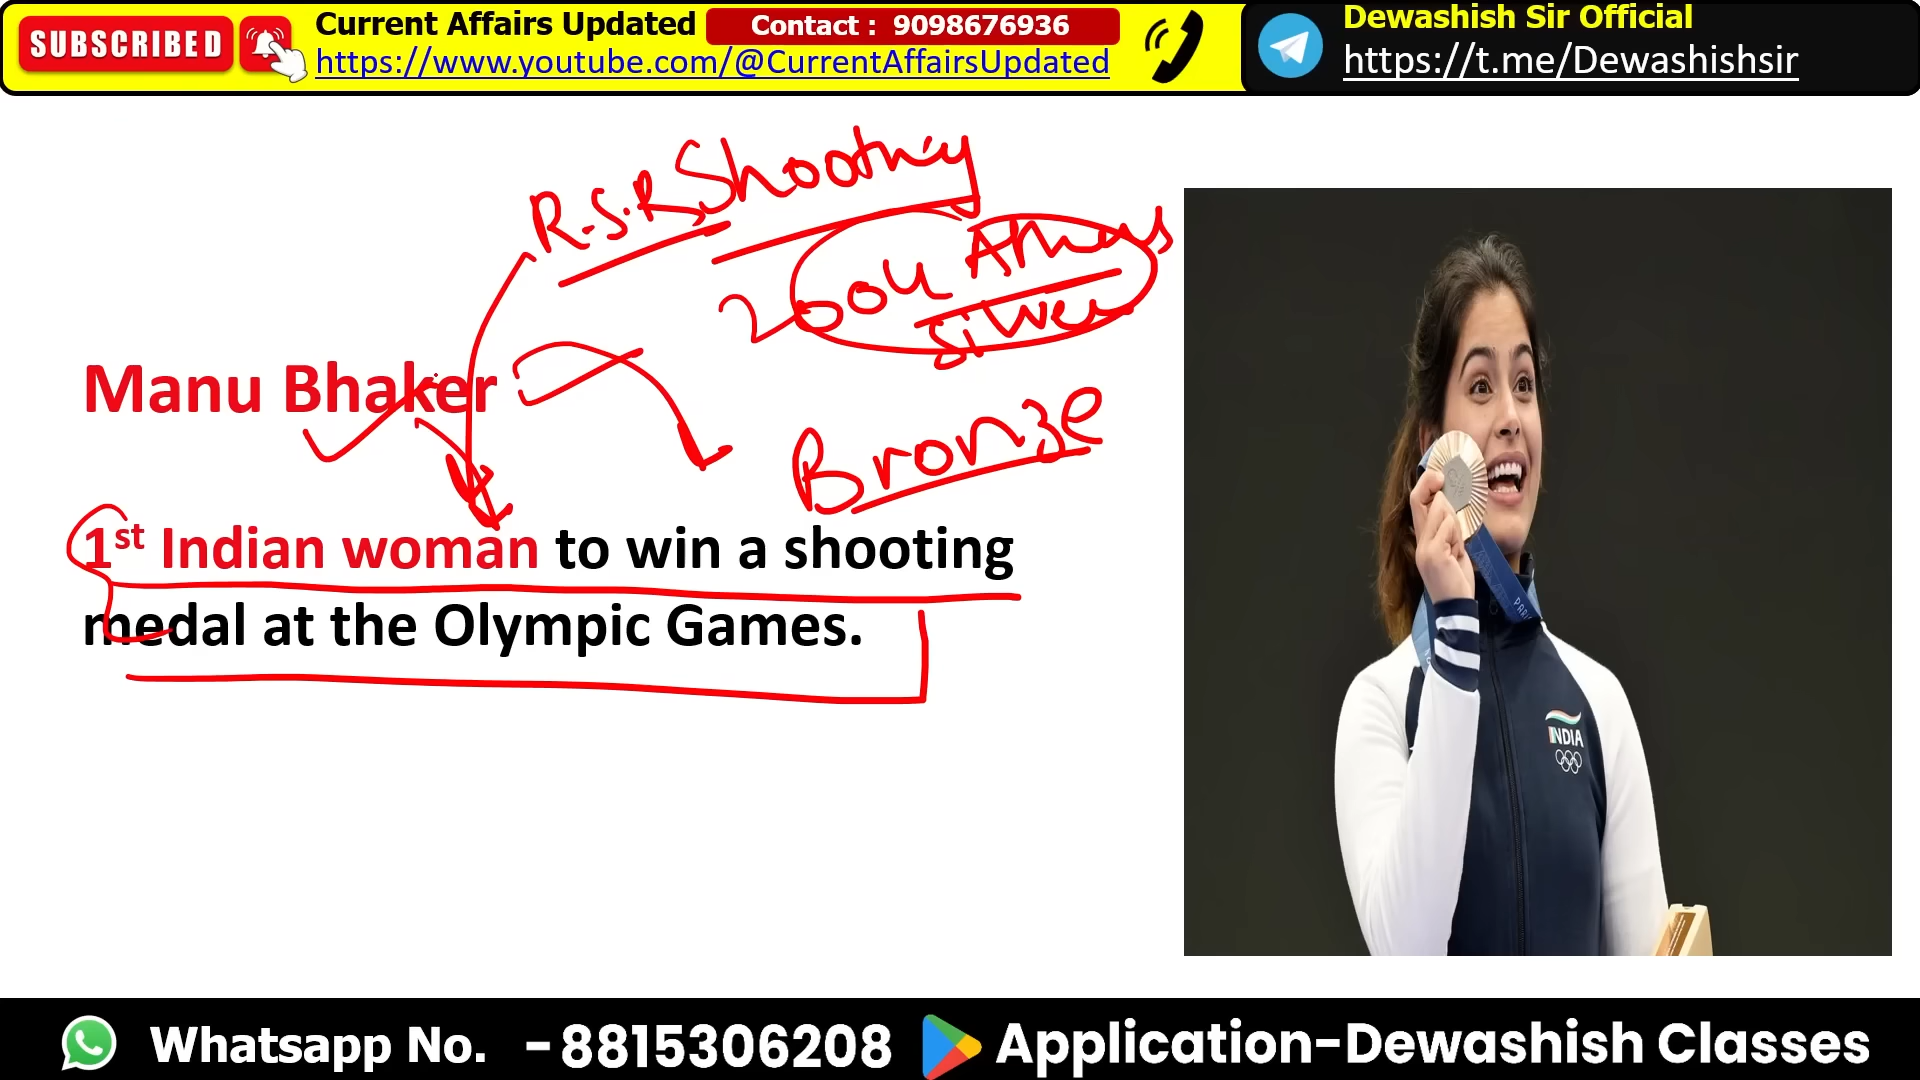 SUBSCRIBED
Current Affairs Updated
Contact : 9098676936
https://www.youtube.com/@CurrentAffairsUpdated
Dewashish Sir Official
https://t.me/Dewashishsir
R.S.R Shooting
2004 Athens
Silver
Manu Bhaker
Bronze
1st Indian woman to win a shooting
medal at the Olympic Games.
INDIA
Whatsapp No. -8815306208
Application-Dewashish Classes